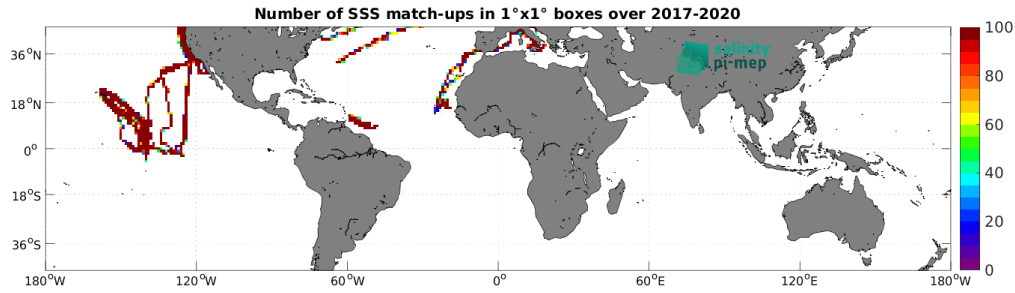 Number of SSS match-ups in 1°x1° boxes over 2017-2020
salinity
pi-mep
36°N
18°N
0°
18°S
36°S
180°W
120°W
60°W
0°
60°E
120°E
180°W
100
80
60
40
20
0